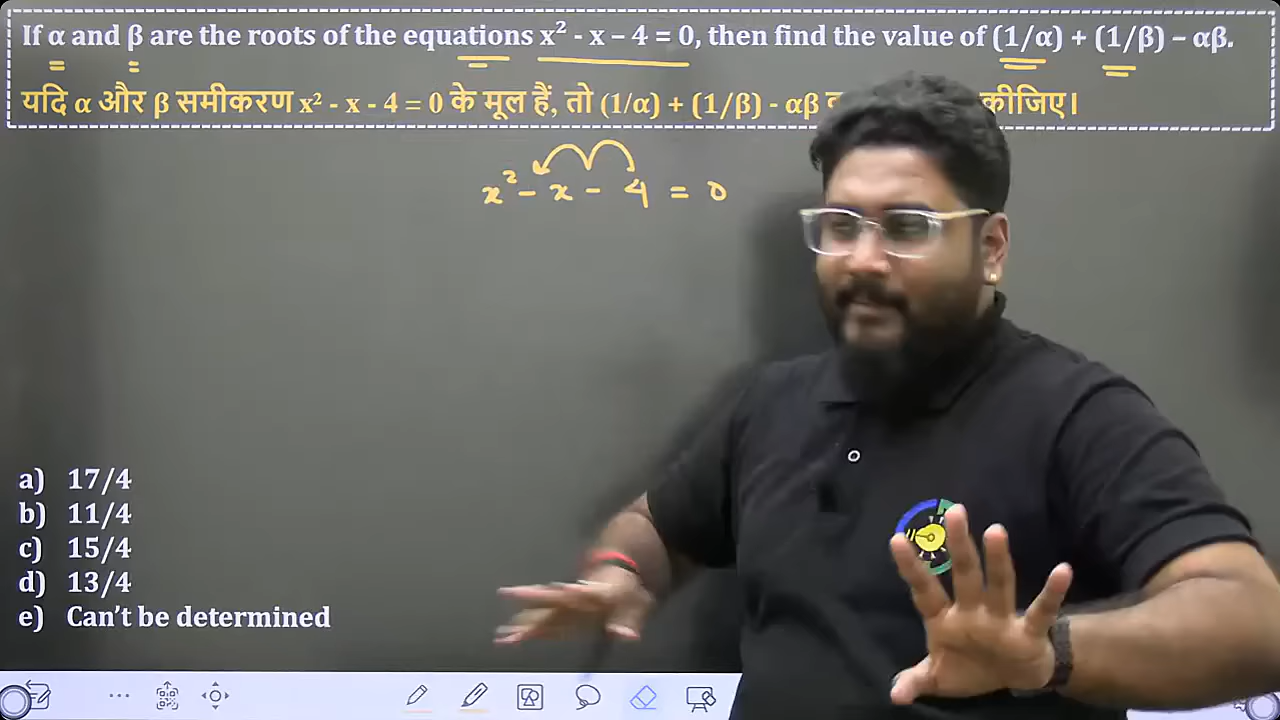 If α and β are the roots of the equations x² - x – 4 = 0, then find the value of (1/α) + (1/β) – αβ.
यदि α और β समीकरण x² - x - 4 = 0 के मूल हैं, तो (1/α) + (1/β) - αβ कीजिए।
x² - x - 4 = 0
a) 17/4
b) 11/4
c) 15/4
d) 13/4
e) Can't be determined